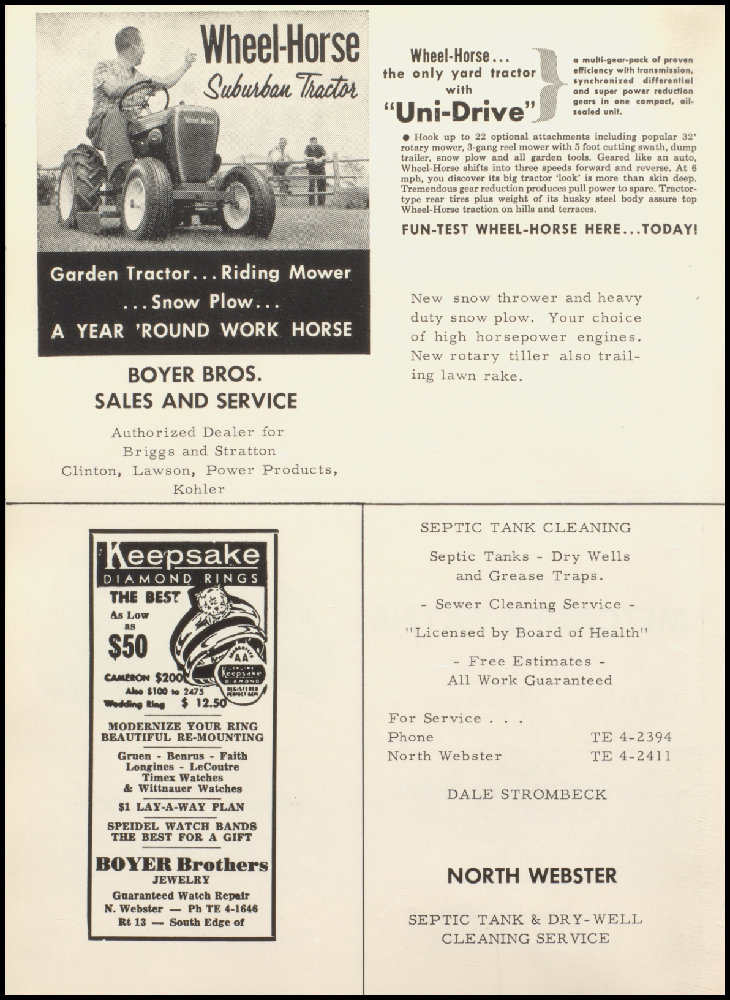 Wheel-Horse
Suburban Tractor
Garden Tractor...Riding Mower
...Snow Plow...
A YEAR 'ROUND WORK HORSE
BOYER BROS.
SALES AND SERVICE
Authorized Dealer for
Briggs and Stratton
Clinton, Lawson, Power Products,
Kohler
Wheel-Horse...
the only yard tractor
with
"Uni-Drive"
a multi-gear-pack of proven
efficiency with transmission,
synchronized differential
and super power reduction
gears in one compact, oil-
sealed unit.
● Hook up to 22 optional attachments including popular 32"
rotary mower, 3-gang reel mower with 5 foot cutting swath, dump
trailer, snow plow and all garden tools. Geared like an auto,
Wheel-Horse shifts into three speeds forward and reverse. At 6
mph, you discover its big tractor 'look' is more than skin deep.
Tremendous gear reduction produces pull power to spare. Tractor-
type rear tires plus weight of its husky steel body assure top
Wheel-Horse traction on hills and terraces.
FUN-TEST WHEEL-HORSE HERE...TODAY!
New snow thrower and heavy
duty snow plow. Your choice
of high horsepower engines.
New rotary tiller also trail-
ing lawn rake.
Keepsake
DIAMOND RINGS
THE BEST
As Low
as
$50
CAMERON $200
Also $100 to 2475
Wedding Ring $ 12.50
Keepsake
DIAMOND
MODERNIZE YOUR RING
BEAUTIFUL RE-MOUNTING
Gruen - Benrus - Faith
Longines - LeCoutre
Timex Watches
& Wittnauer Watches
$1 LAY-A-WAY PLAN
SPEIDEL WATCH BANDS
THE BEST FOR A GIFT
BOYER Brothers
JEWELRY
Guaranteed Watch Repair
N. Webster — Ph TE 4-1646
Rt 13 — South Edge of
SEPTIC TANK CLEANING
Septic Tanks - Dry Wells
and Grease Traps.
- Sewer Cleaning Service -
"Licensed by Board of Health"
- Free Estimates -
All Work Guaranteed
For Service . . .
Phone TE 4-2394
North Webster TE 4-2411
DALE STROMBECK
NORTH WEBSTER
SEPTIC TANK & DRY-WELL
CLEANING SERVICE